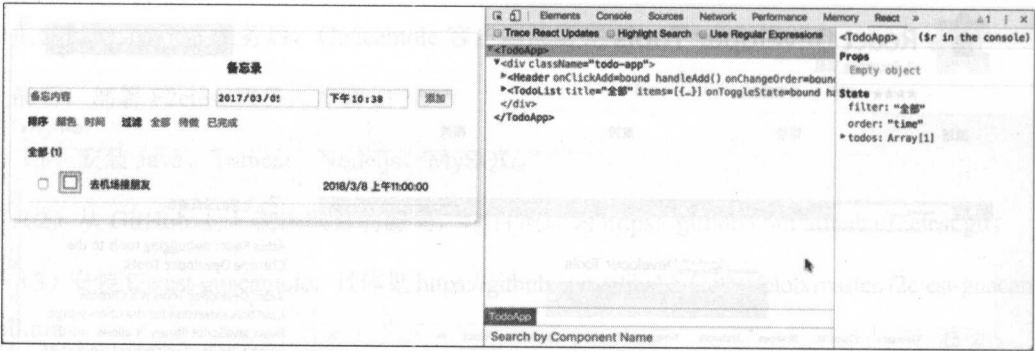 备忘录
备忘内容 2017/03/0 下午10:38 添加
排序 颜色 时间 过滤 全部 待做 已完成
全部 (1)
去机场接朋友 2018/3/8 上午11:00:00
Elements Console Sources Network Performance Memory React » 1
Trace React Updates Highlight Search Use Regular Expressions
<TodoApp>
<div className="todo-app">
<Header onClickAdd=bound handleAdd() onChangeOrder=boun
<TodoList title="全部" items=[{…}] onToggleState=bound ha
</div>
</TodoApp>
TodoApp
Search by Component Name
<TodoApp> ($r in the console)
Props
Empty object
State
filter: "全部"
order: "time"
todos: Array[1]